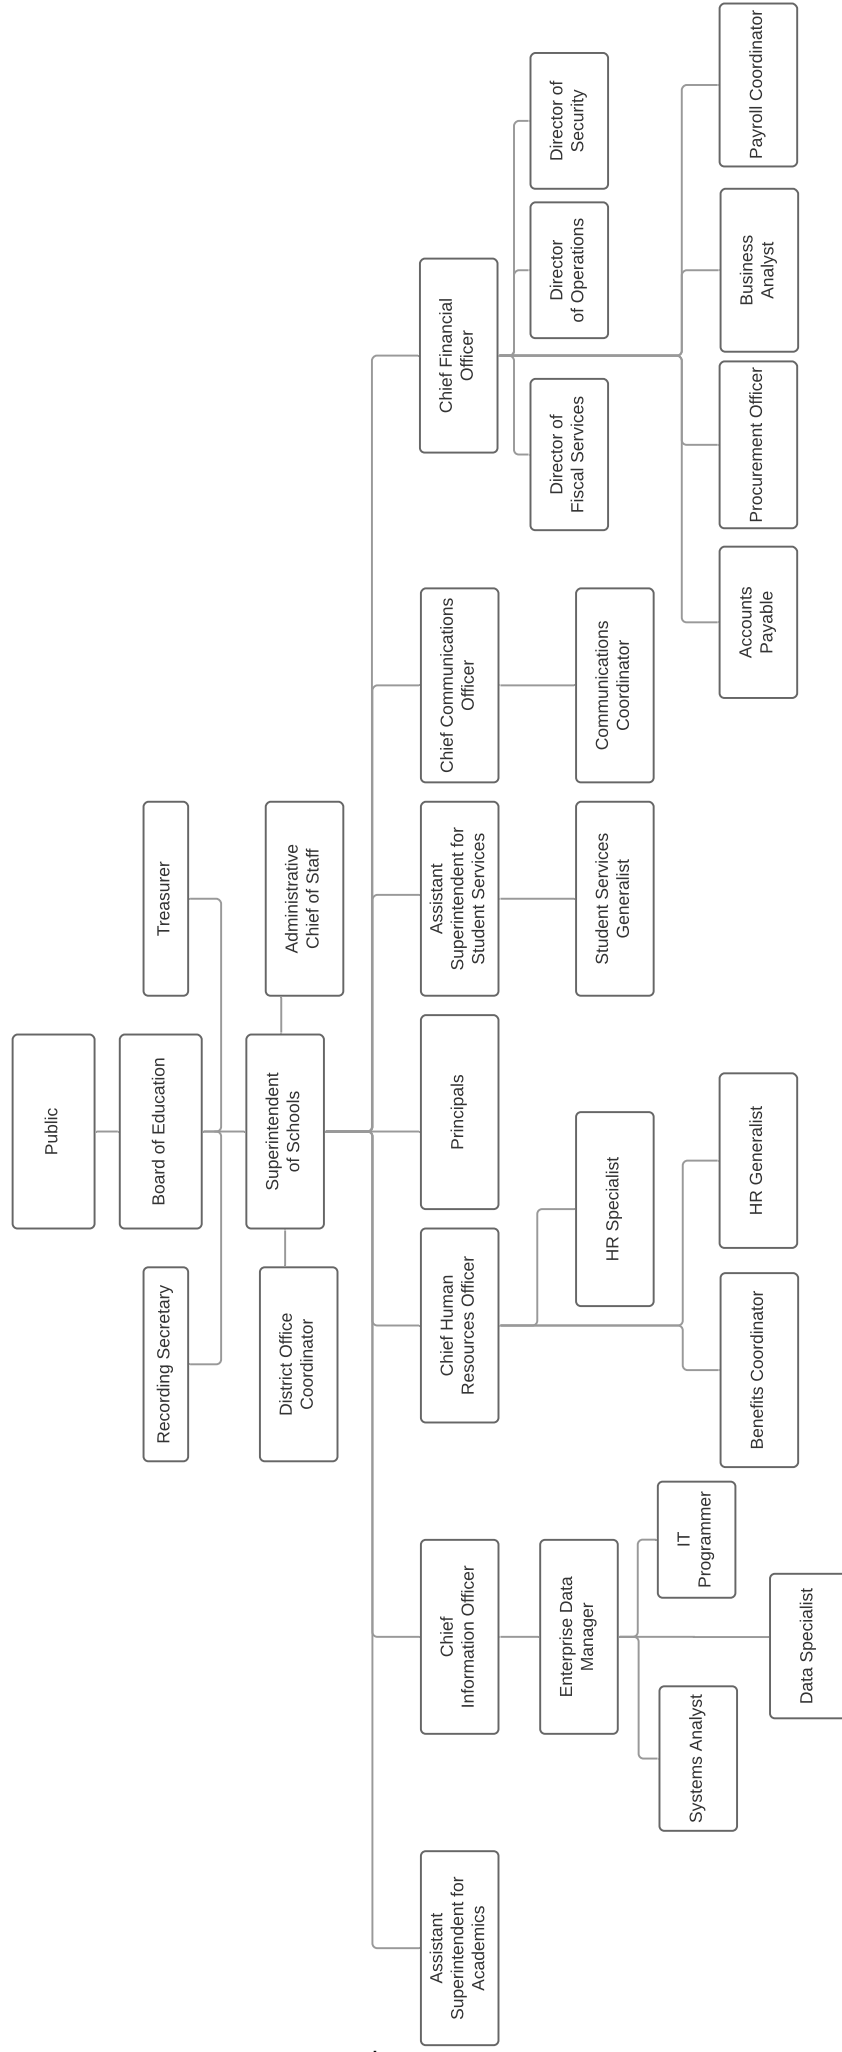 Public
Recording Secretary
Board of Education
Treasurer
District Office
Coordinator
Superintendent
of Schools
Administrative
Chief of Staff
Assistant
Superintendent for
Academics
Chief
Information Officer
Chief Human
Resources Officer
Principals
Assistant
Superintendent for
Student Services
Chief Communications
Officer
Chief Financial
Officer
Enterprise Data
Manager
HR Specialist
Student Services
Generalist
Communications
Coordinator
Director of
Fiscal Services
Director
of Operations
Director of
Security
Systems Analyst
IT
Programmer
Data Specialist
Benefits Coordinator
HR Generalist
Accounts
Payable
Procurement Officer
Business
Analyst
Payroll Coordinator